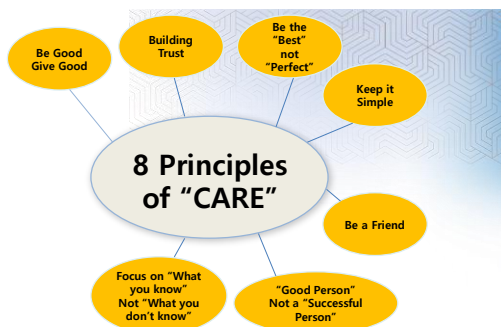 Be Good
Give Good
Building
Trust
Be the
"Best"
not
"Perfect"
Keep it
Simple
8 Principles
of "CARE"
Be a Friend
Focus on "What
you know"
Not "What you
don't know"
"Good Person"
Not a "Successful
Person"